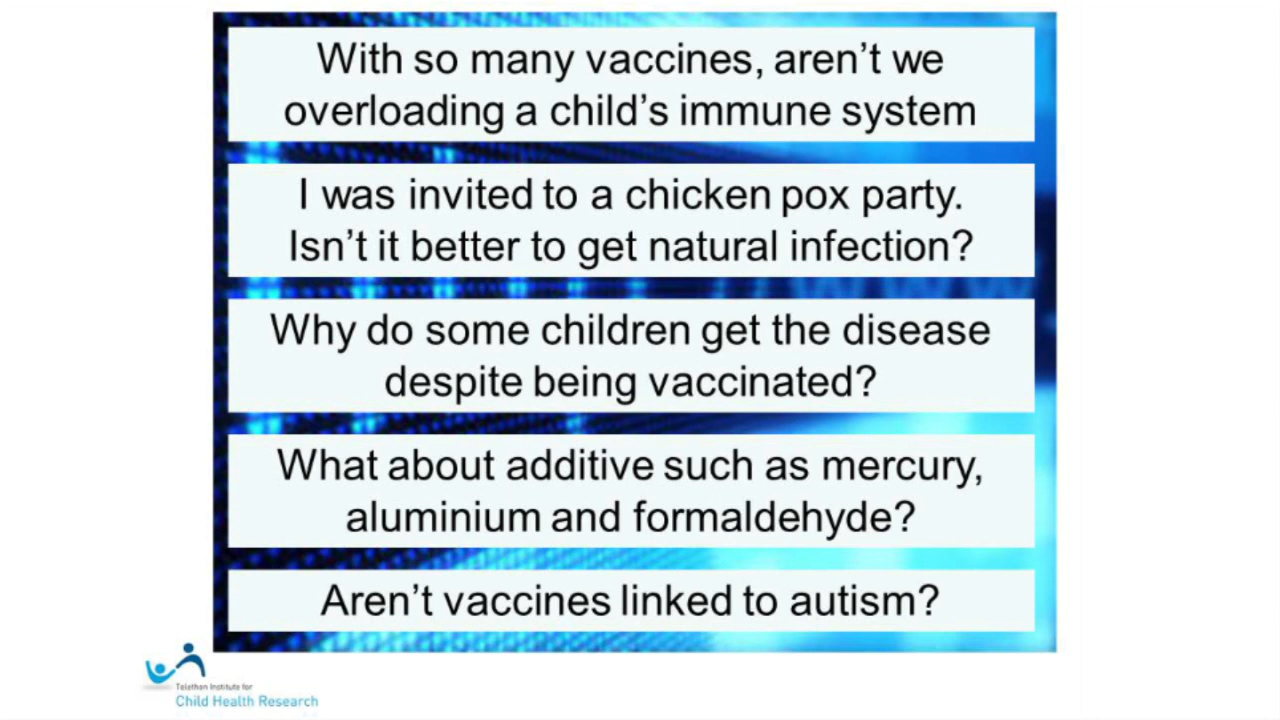 With so many vaccines, aren't we
overloading a child's immune system
I was invited to a chicken pox party.
Isn't it better to get natural infection?
Why do some children get the disease
despite being vaccinated?
What about additive such as mercury,
aluminium and formaldehyde?
Aren't vaccines linked to autism?
Telethon Institute for
Child Health Research